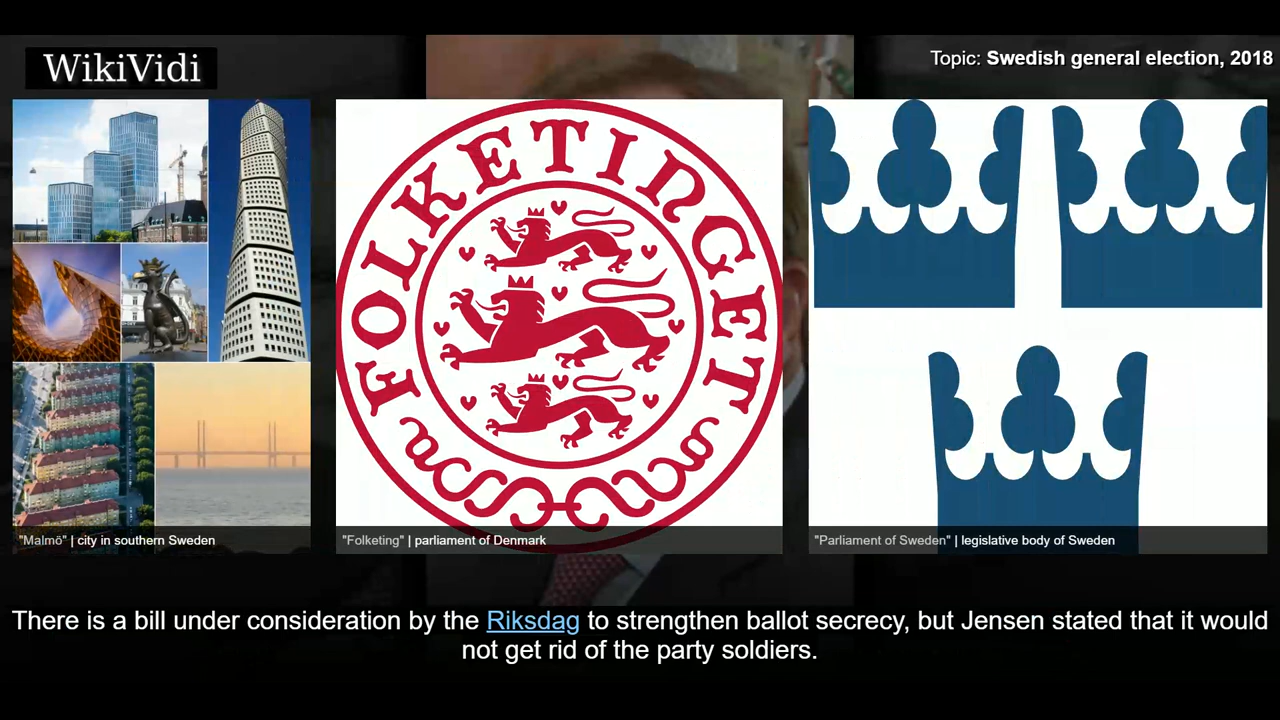 WikiVidi
Topic: Swedish general election, 2018
FOLKETINGET
"Malmö" | city in southern Sweden
"Folketing" | parliament of Denmark
"Parliament of Sweden" | legislative body of Sweden
There is a bill under consideration by the Riksdag to strengthen ballot secrecy, but Jensen stated that it would
not get rid of the party soldiers.